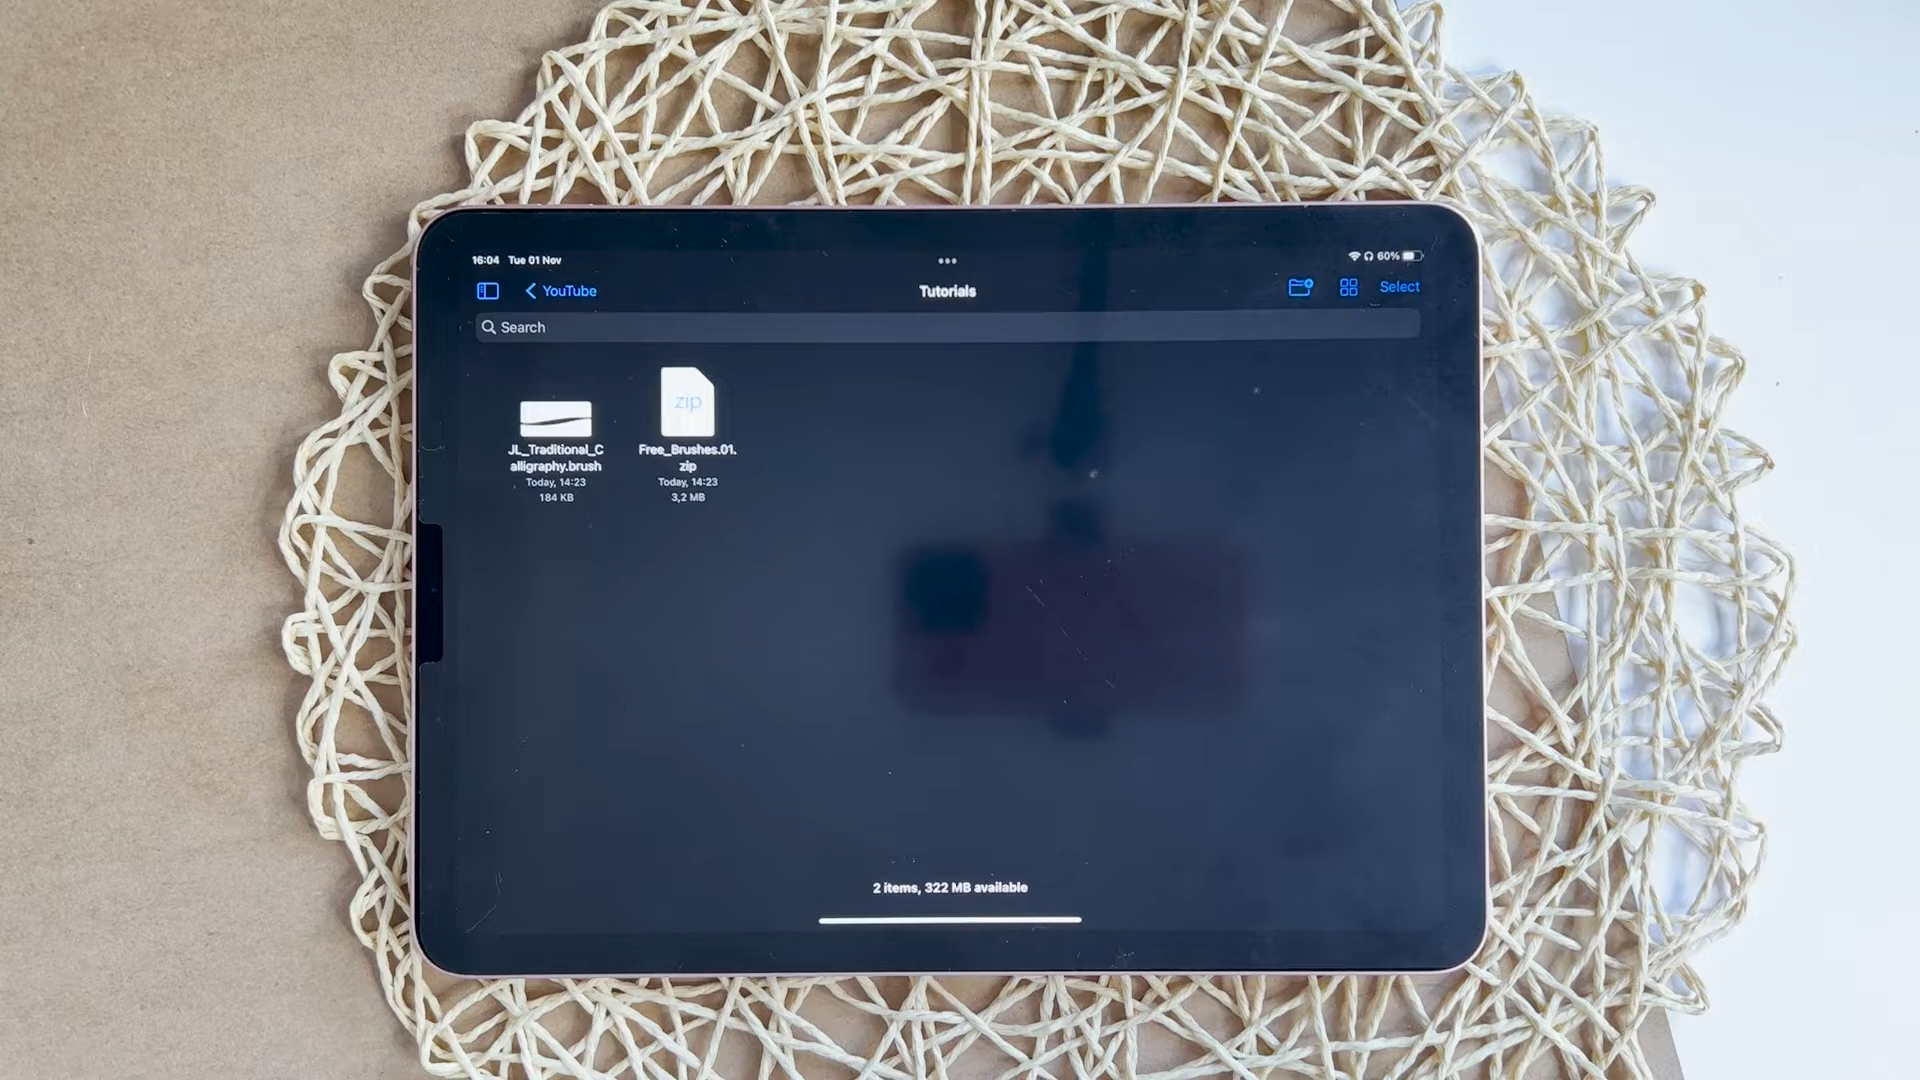 16:04 Tue 01 Nov
60%
YouTube
Tutorials
Select
Search
zip
JL_Traditional_C
alligraphy.brush
Today, 14:23
184 KB
Free_Brushes.01.
zip
Today, 14:23
3,2 MB
2 items, 322 MB available